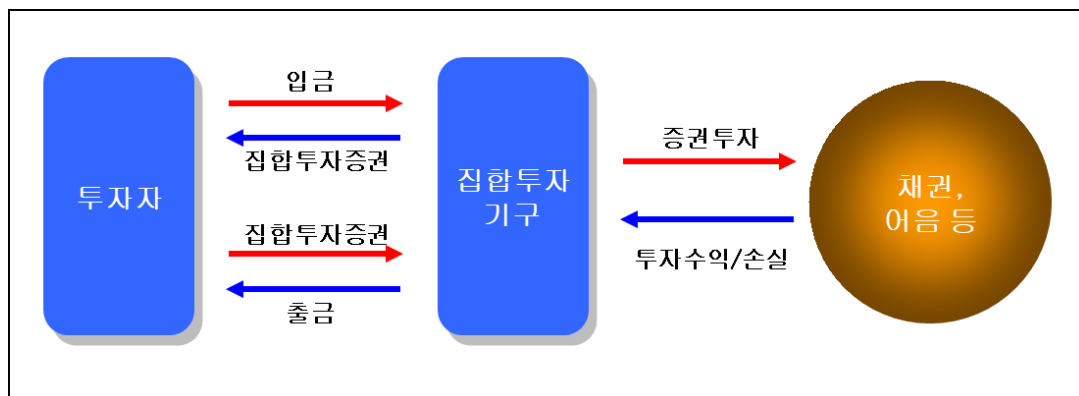 투자자
입금
집합투자증권
집합투자증권
출금
집합투자
기구
증권투자
투자수익/손실
채권,
어음 등